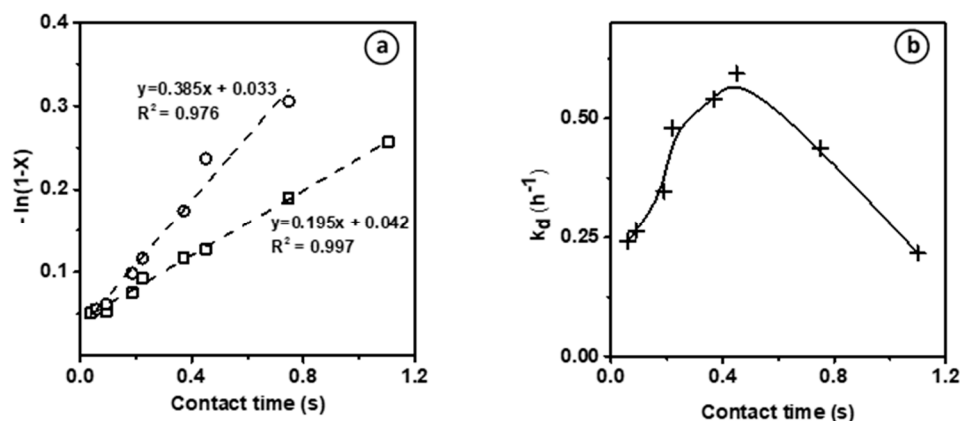 a
0.4
0.3
0.2
0.1
- ln(1-X)
y=0.385x + 0.033
R² = 0.976
y=0.195x + 0.042
R² = 0.997
0.0 0.4 0.8 1.2
Contact time (s)
b
0.50
0.25
0.00
k_d (h⁻¹)
0.0 0.4 0.8 1.2
Contact time (s)